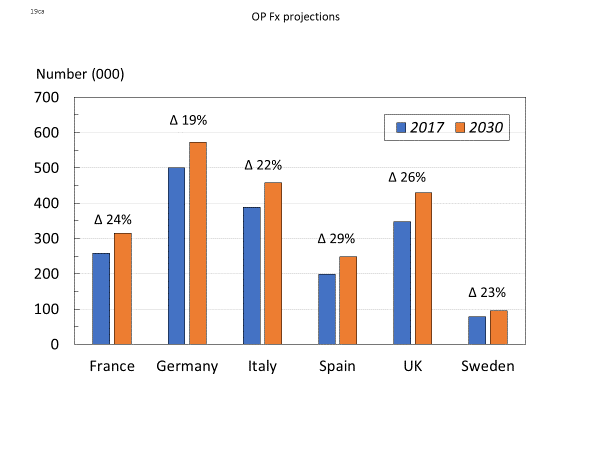 19ca
OP Fx projections
Number (000)
700
600
500
400
300
200
100
0
2017 2030
Δ 24%
Δ 19%
Δ 22%
Δ 29%
Δ 26%
Δ 23%
France Germany Italy Spain UK Sweden